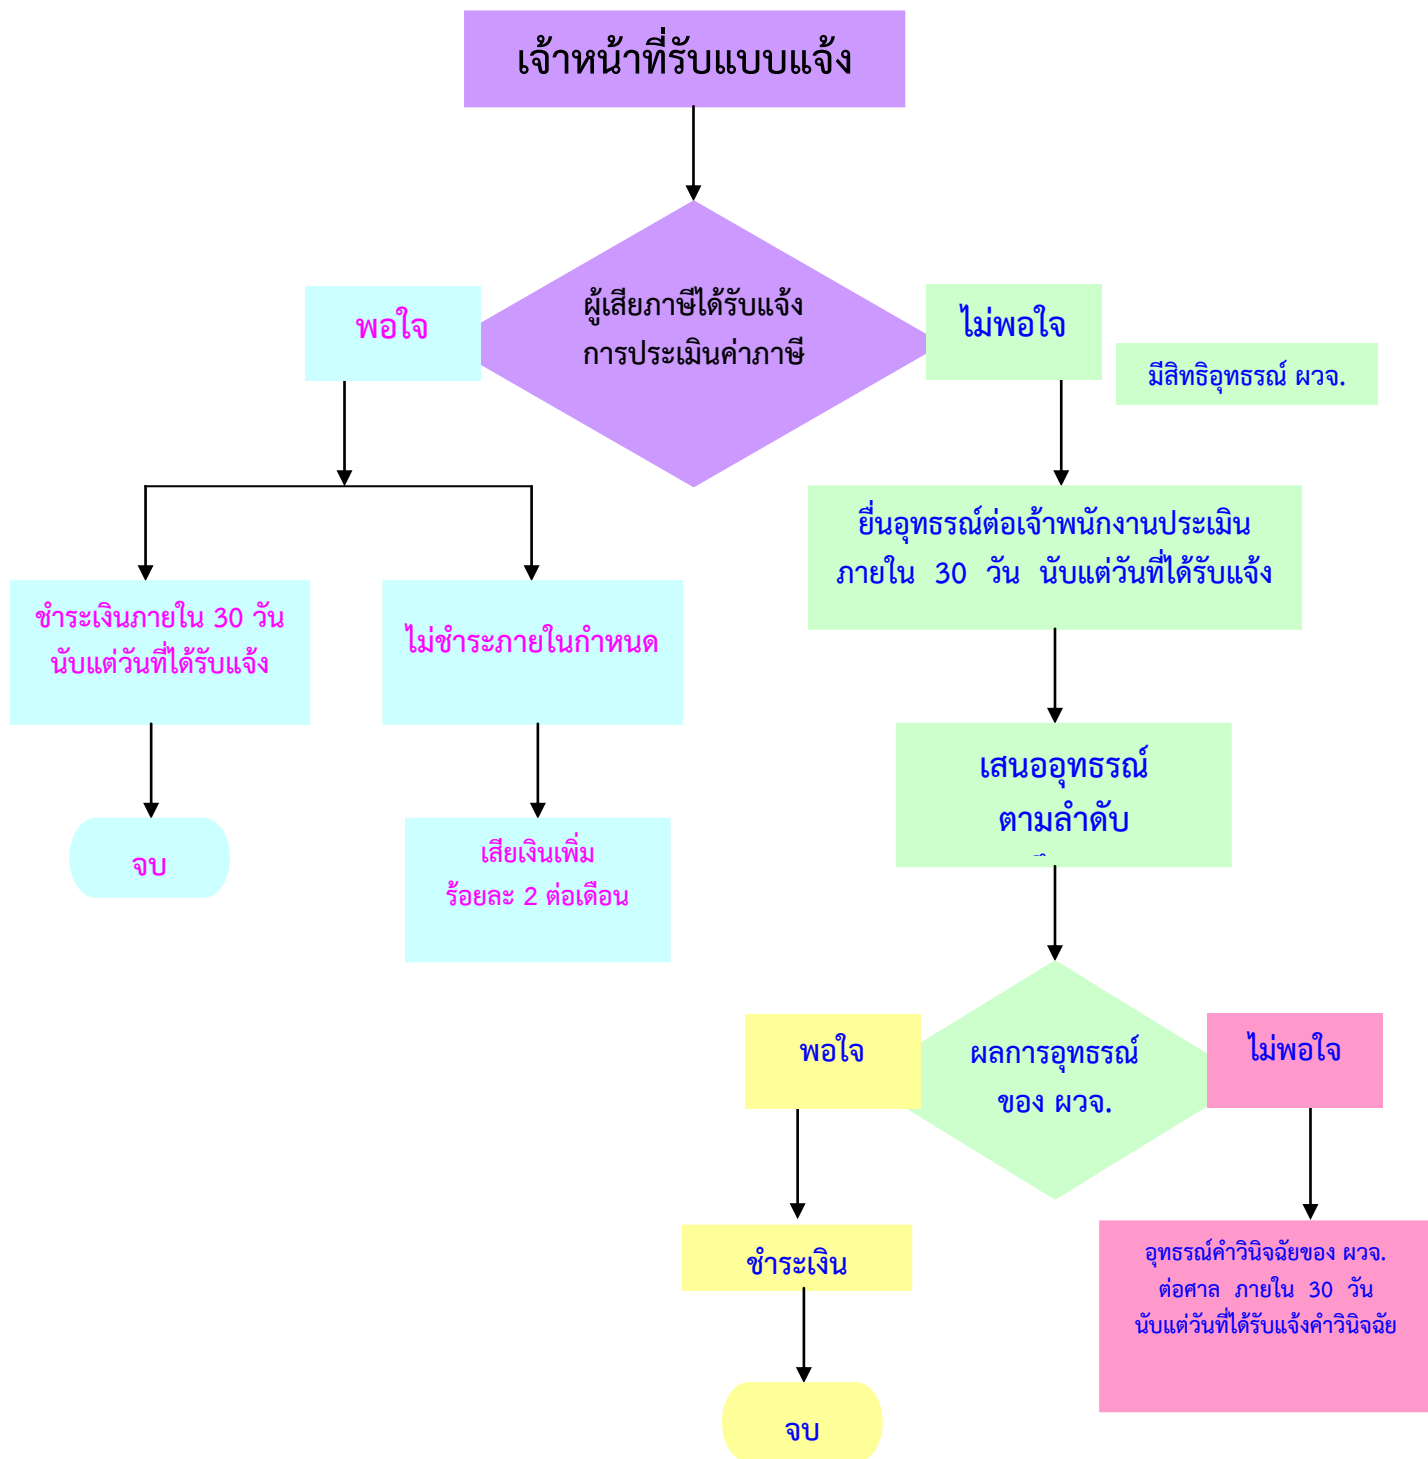 เจ้าหน้าที่รับแบบแจ้ง
ผู้เสียภาษีได้รับแจ้ง
การประเมินค่าภาษี
พอใจ
ไม่พอใจ
มีสิทธิอุทธรณ์ ผวจ.
ยื่นอุทธรณ์ต่อเจ้าพนักงานประเมิน
ภายใน 30 วัน นับแต่วันที่ได้รับแจ้ง
ชำระเงินภายใน 30 วัน
นับแต่วันที่ได้รับแจ้ง
ไม่ชำระภายในกำหนด
เสนออุทธรณ์
ตามลำดับ
จบ
เสียเงินเพิ่ม
ร้อยละ 2 ต่อเดือน
พอใจ
ผลการอุทธรณ์
ของ ผวจ.
ไม่พอใจ
ชำระเงิน
อุทธรณ์คำวินิจฉัยของ ผวจ.
ต่อศาล ภายใน 30 วัน
นับแต่วันที่ได้รับแจ้งคำวินิจฉัย
จบ